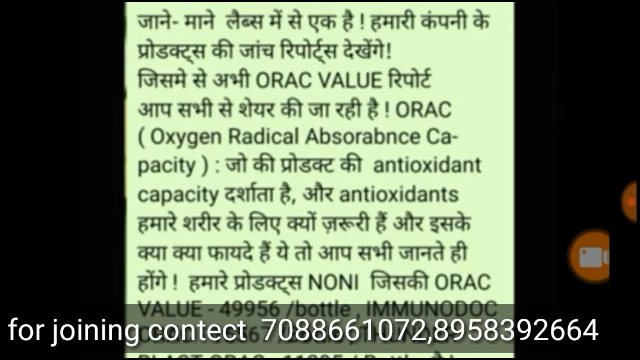 जाने- माने लैब्स में से एक है ! हमारी कंपनी के
प्रोडक्ट्स की जांच रिपोर्ट्स देखेंगे!
जिसमे से अभी ORAC VALUE रिपोर्ट
आप सभी से शेयर की जा रही है ! ORAC
( Oxygen Radical Absorabnce Ca-
pacity ) : जो की प्रोडक्ट की antioxidant
capacity दर्शाता है, और antioxidants
हमारे शरीर के लिए क्यों ज़रूरी हैं और इसके
क्या क्या फायदे हैं ये तो आप सभी जानते ही
होंगे ! हमारे प्रोडक्ट्स NONI जिसकी ORAC
VALUE - 49956 /bottle , IMMUNODOC
for joining contect 7088661072,8958392664